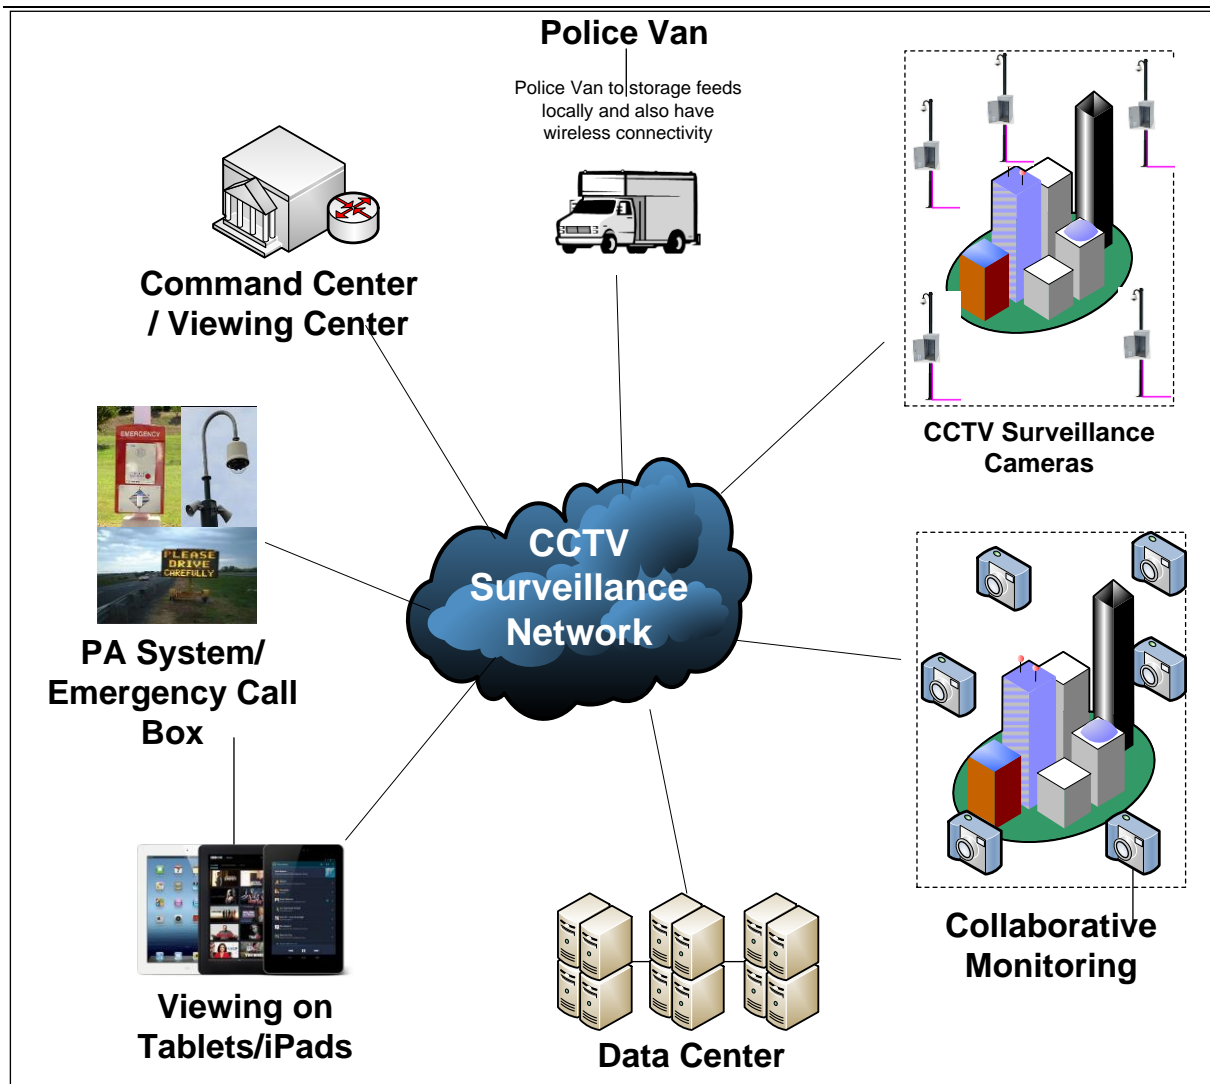 Police Van
Police Van to storage feeds
locally and also have
wireless connectivity
Command Center
/ Viewing Center
CCTV Surveillance
Cameras
EMERGENCY
PLEASE
DRIVE
CAREFULLY
PA System/
Emergency Call
Box
CCTV
Surveillance
Network
Collaborative
Monitoring
Viewing on
Tablets/iPads
Data Center